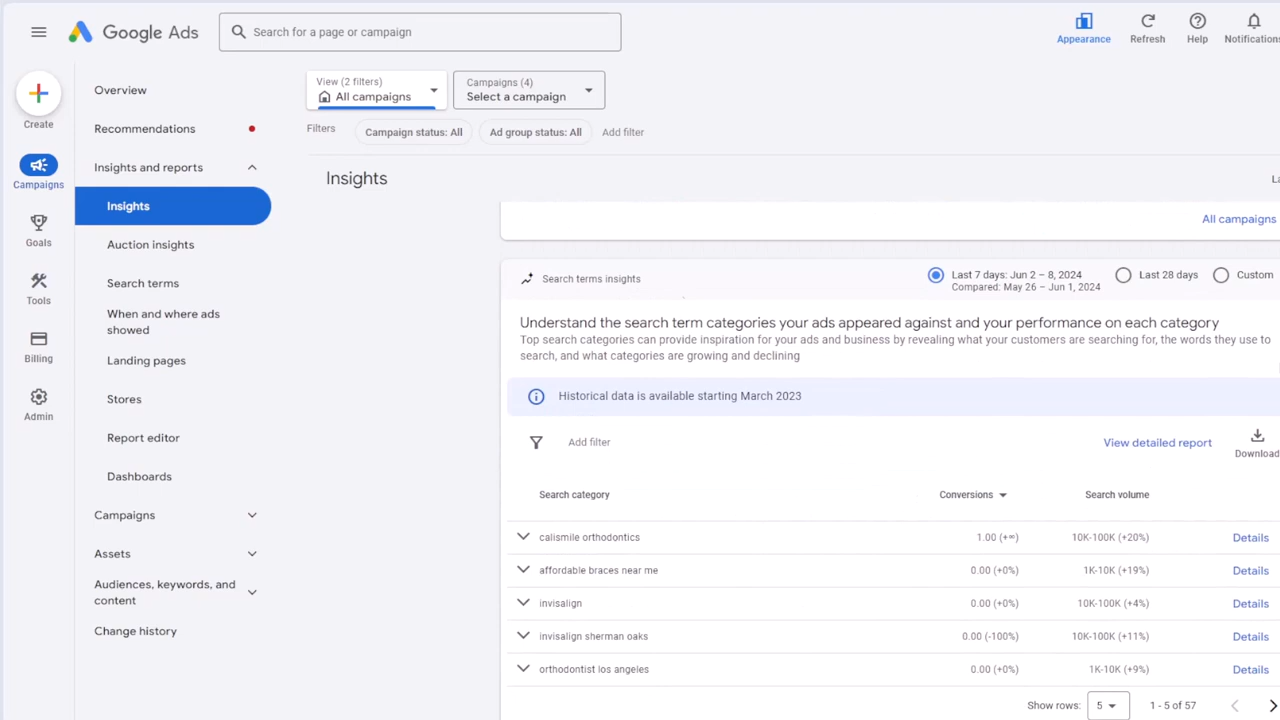 Google Ads
Search for a page or campaign
Appearance
Refresh
Help
Notifications
Create
Campaigns
Goals
Tools
Billing
Admin
Overview
Recommendations
Insights and reports
Insights
Auction insights
Search terms
When and where ads
showed
Landing pages
Stores
Report editor
Dashboards
Campaigns
Assets
Audiences, keywords, and
content
Change history
View (2 filters)
All campaigns
Campaigns (4)
Select a campaign
Filters
Campaign status: All
Ad group status: All
Add filter
Insights
All campaigns
Search terms insights
Last 7 days: Jun 2 – 8, 2024
Compared: May 26 – Jun 1, 2024
Last 28 days
Custom
Understand the search term categories your ads appeared against and your performance on each category
Top search categories can provide inspiration for your ads and business by revealing what your customers are searching for, the words they use to
search, and what categories are growing and declining
Historical data is available starting March 2023
Add filter
View detailed report
Download
Search category Conversions Search volume
calismile orthodontics 1.00 (+∞) 10K-100K (+20%) Details
affordable braces near me 0.00 (+0%) 1K-10K (+19%) Details
invisalign 0.00 (+0%) 10K-100K (+4%) Details
invisalign sherman oaks 0.00 (-100%) 10K-100K (+11%) Details
orthodontist los angeles 0.00 (+0%) 1K-10K (+9%) Details
Show rows: 5 1 - 5 of 57